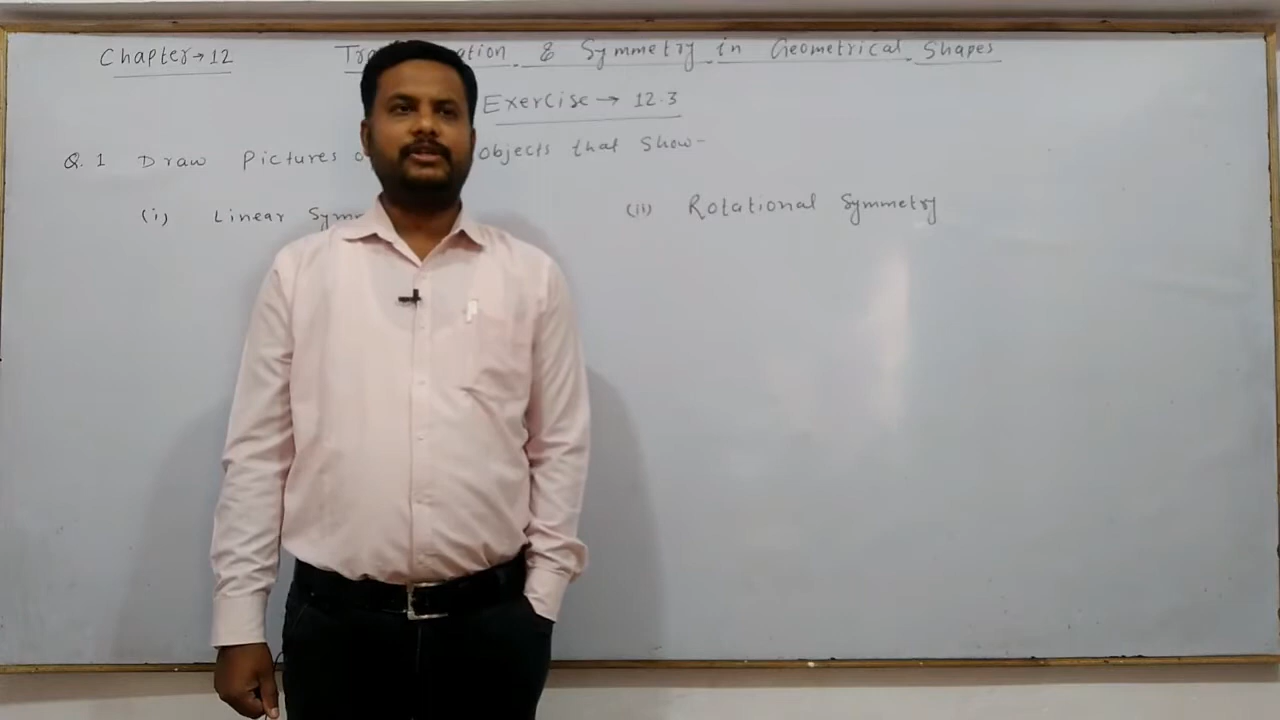 Chapter→12 & Symmetry in Geometrical Shapes
Exercise → 12.3
Q.1 Draw Pictures objects that show-
(i) Linear (ii) Rotational Symmetry